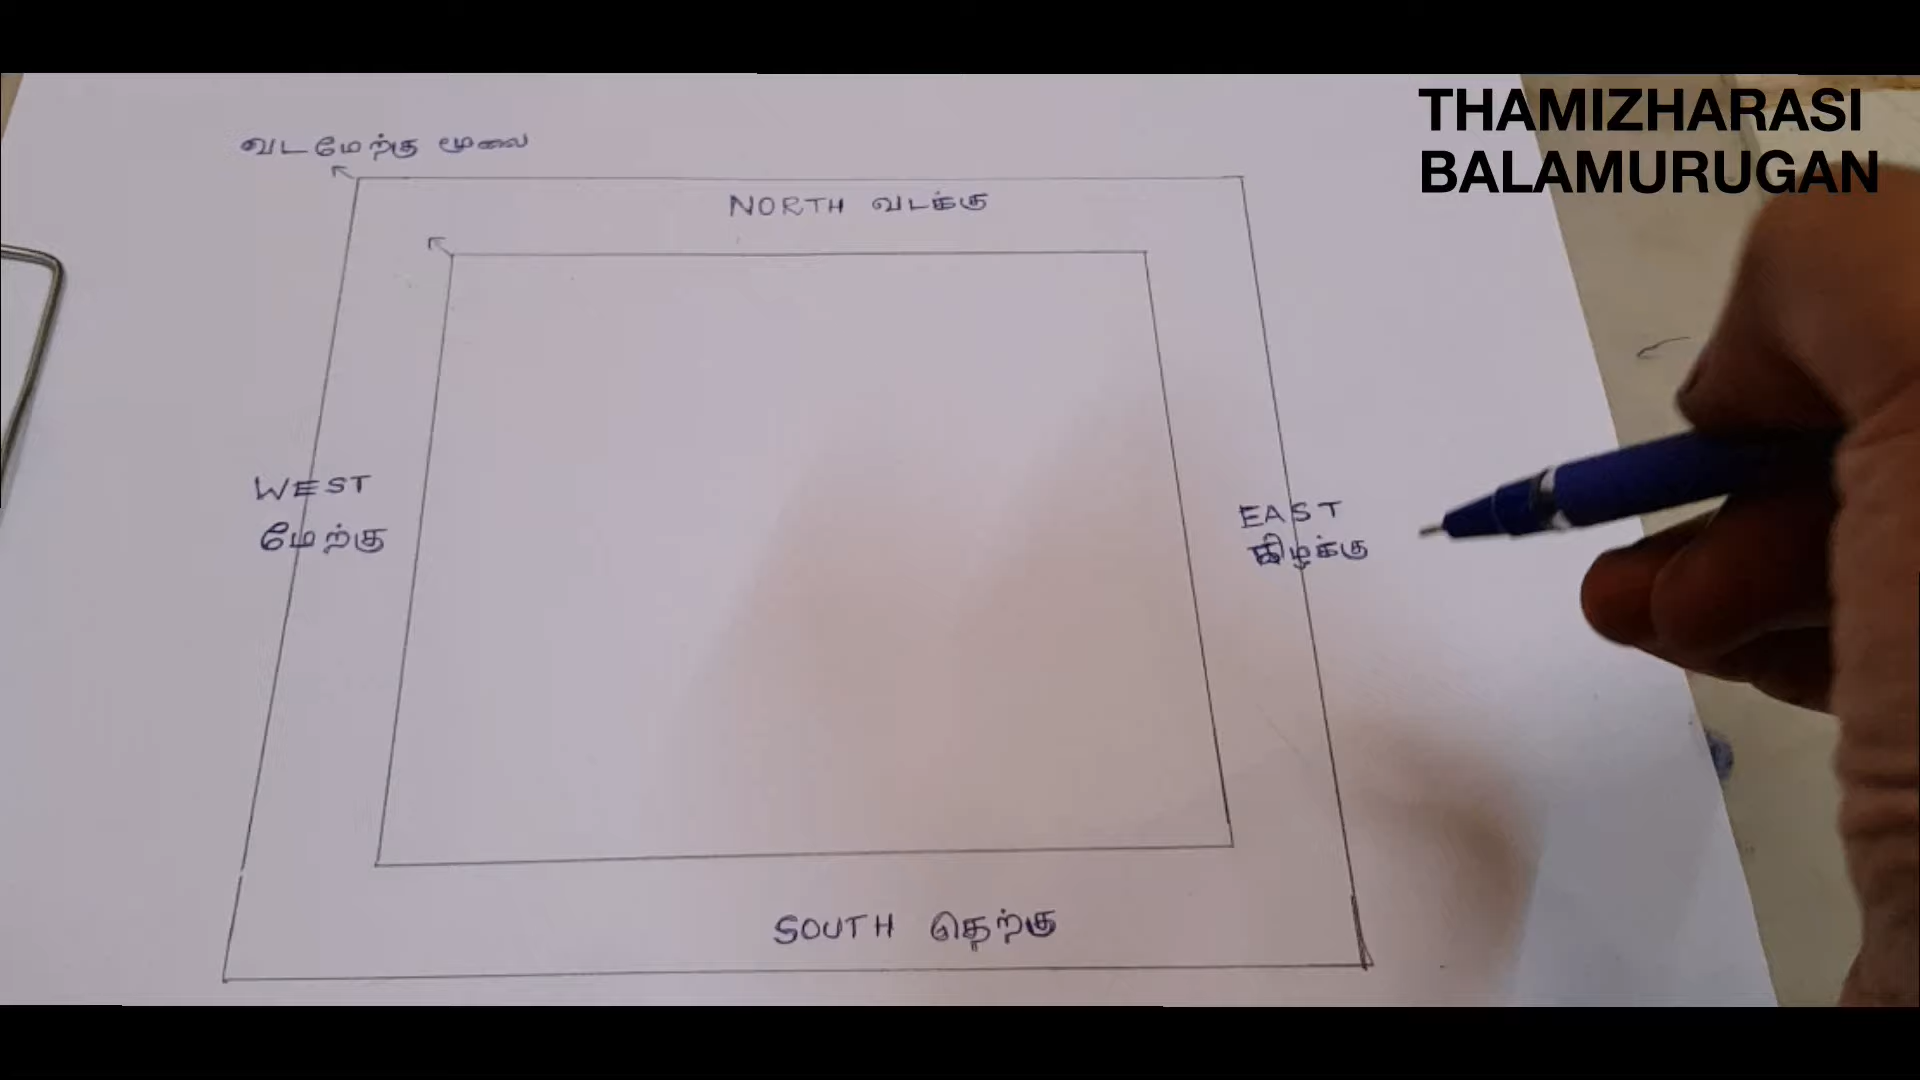 THAMIZHARASI
BALAMURUGAN
வடமேற்கு மூலை
NORTH வடக்கு
WEST
மேற்கு
EAST
கிழக்கு
SOUTH தெற்கு